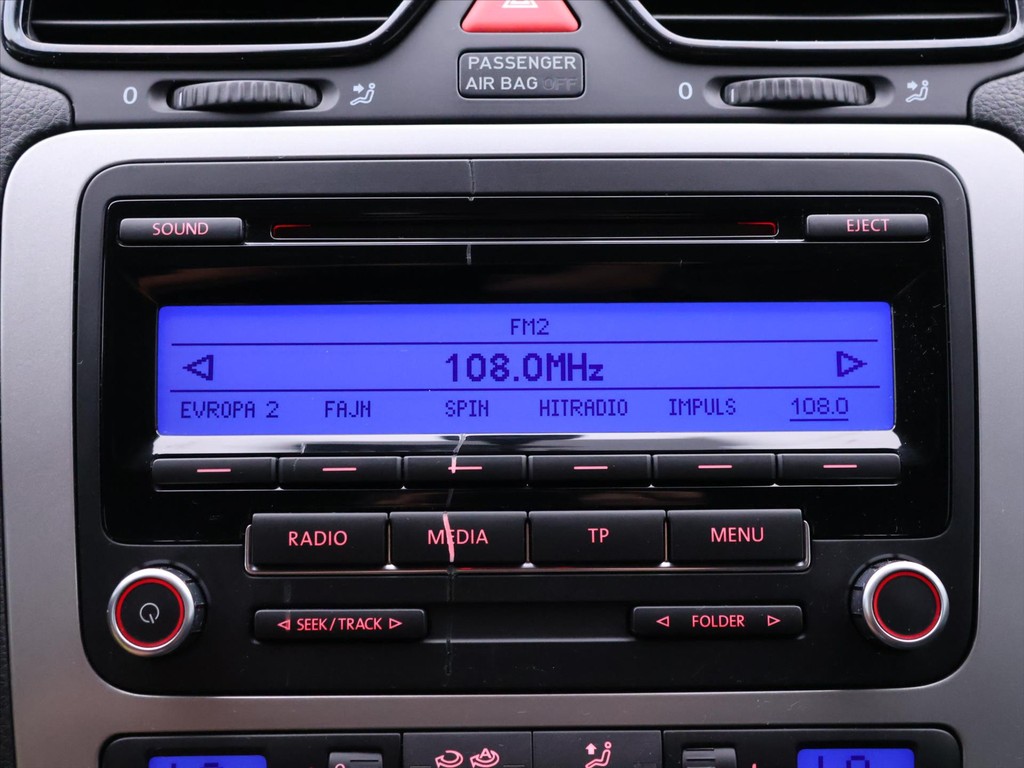 PASSENGER
AIR BAG OFF
0
0
SOUND
EJECT
FM2
108.0MHz
EVROPA 2 FAJN SPIN HITRADIO IMPULS 108.0
RADIO MEDIA TP MENU
SEEK/TRACK
FOLDER